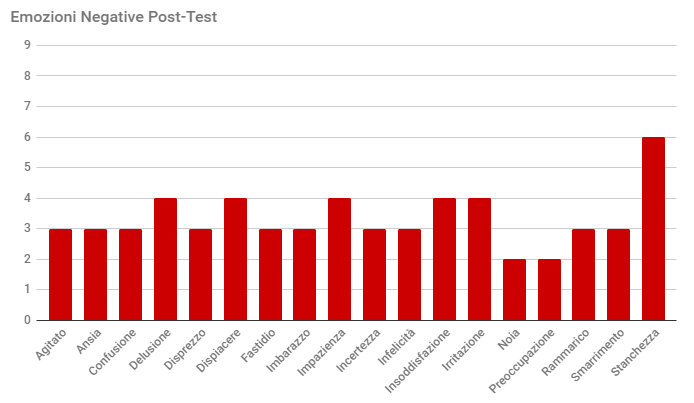 Emozioni Negative Post-Test
9
8
7
6
5
4
3
2
1
0
Agitato
Ansia
Confusione
Delusione
Disprezzo
Dispiacere
Fastidio
Imbarazzo
Impazienza
Incertezza
Infelicità
Insoddisfazione
Irritazione
Noia
Preoccupazione
Rammarico
Smarrimento
Stanchezza